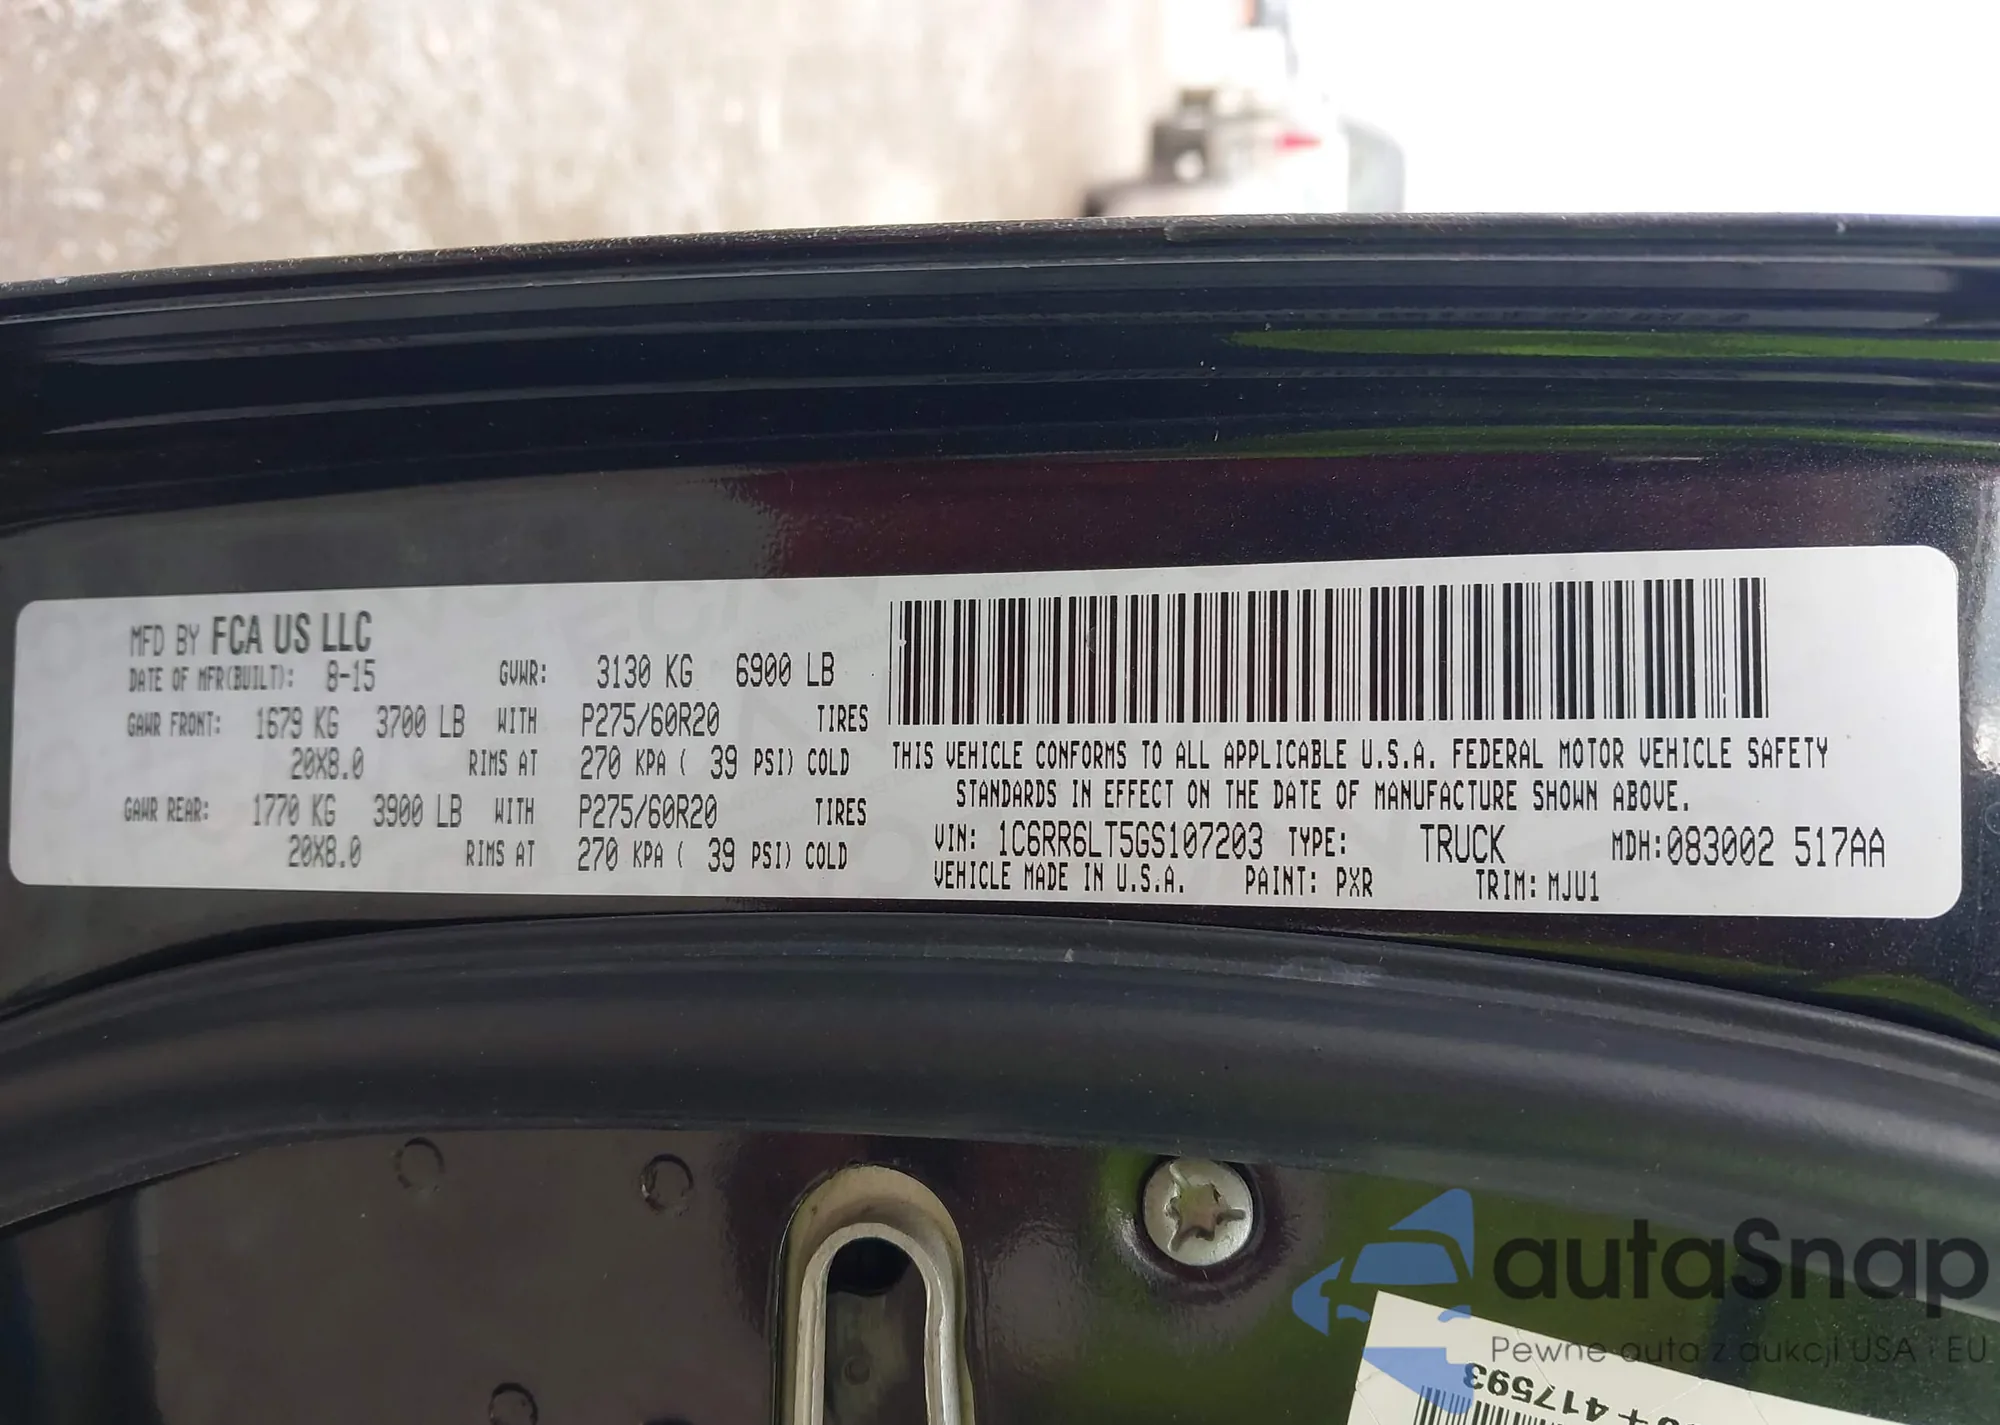 MFD BY FCA US LLC
DATE OF MFR(BUILT): 8-15 GVWR: 3130 KG 6900 LB
GAWR FRONT: 1679 KG 3700 LB WITH P275/60R20 TIRES
20X8.0 RIMS AT 270 KPA ( 39 PSI) COLD
GAWR REAR: 1770 KG 3900 LB WITH P275/60R20 TIRES
20X8.0 RIMS AT 270 KPA ( 39 PSI) COLD
THIS VEHICLE CONFORMS TO ALL APPLICABLE U.S.A. FEDERAL MOTOR VEHICLE SAFETY
STANDARDS IN EFFECT ON THE DATE OF MANUFACTURE SHOWN ABOVE.
VIN: 1C6RR6LT5GS107203 TYPE: TRUCK MDH:083002 517AA
VEHICLE MADE IN U.S.A. PAINT: PXR TRIM: MJU1
autaSnap
Pewne auta z aukcji USA i EU
+ 417593